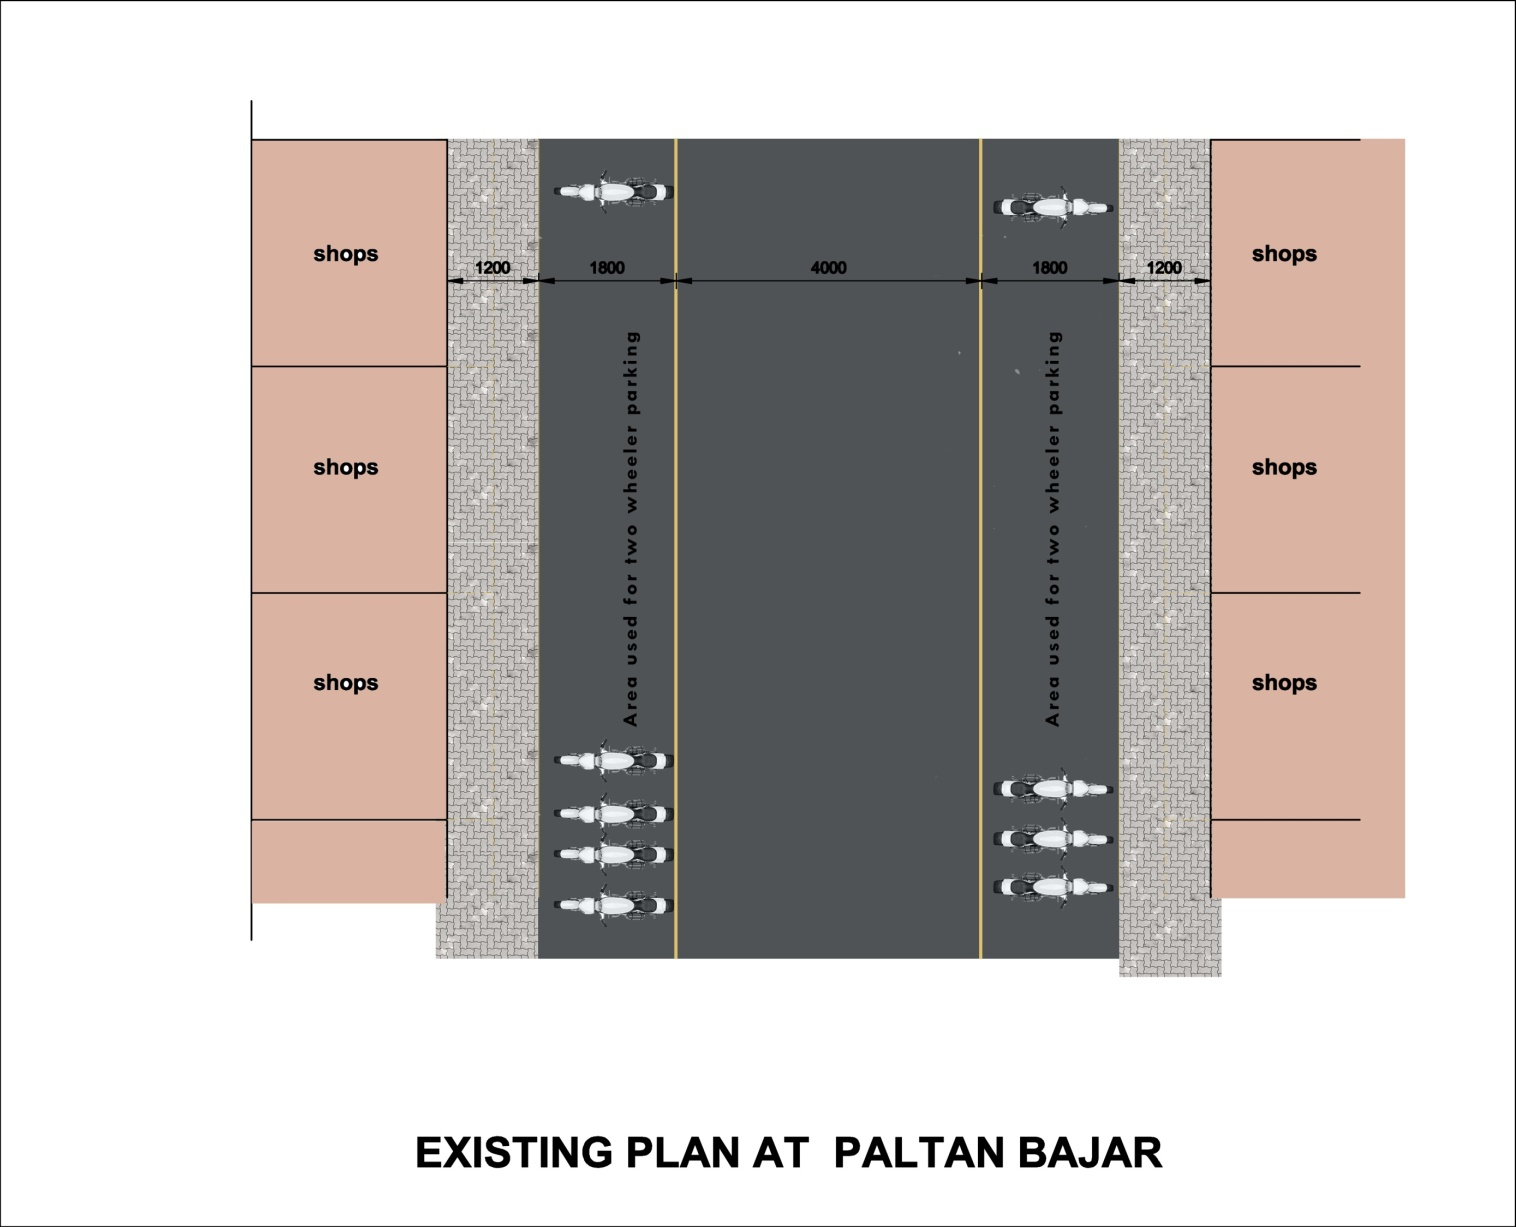 shops
shops
1200
1800
4000
1800
1200
Area used for two wheeler parking
Area used for two wheeler parking
shops
shops
shops
shops
EXISTING PLAN AT  PALTAN BAJAR